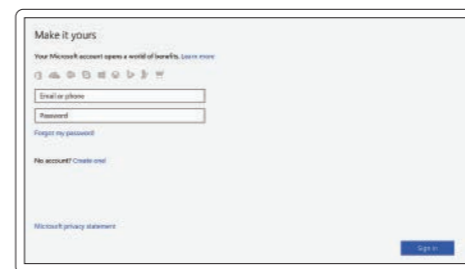 Make it yours
Your Microsoft account opens a world of benefits. Learn more
Email or phone
Password
Forgot my password
No account? Create one!
Microsoft privacy statement
Sign in